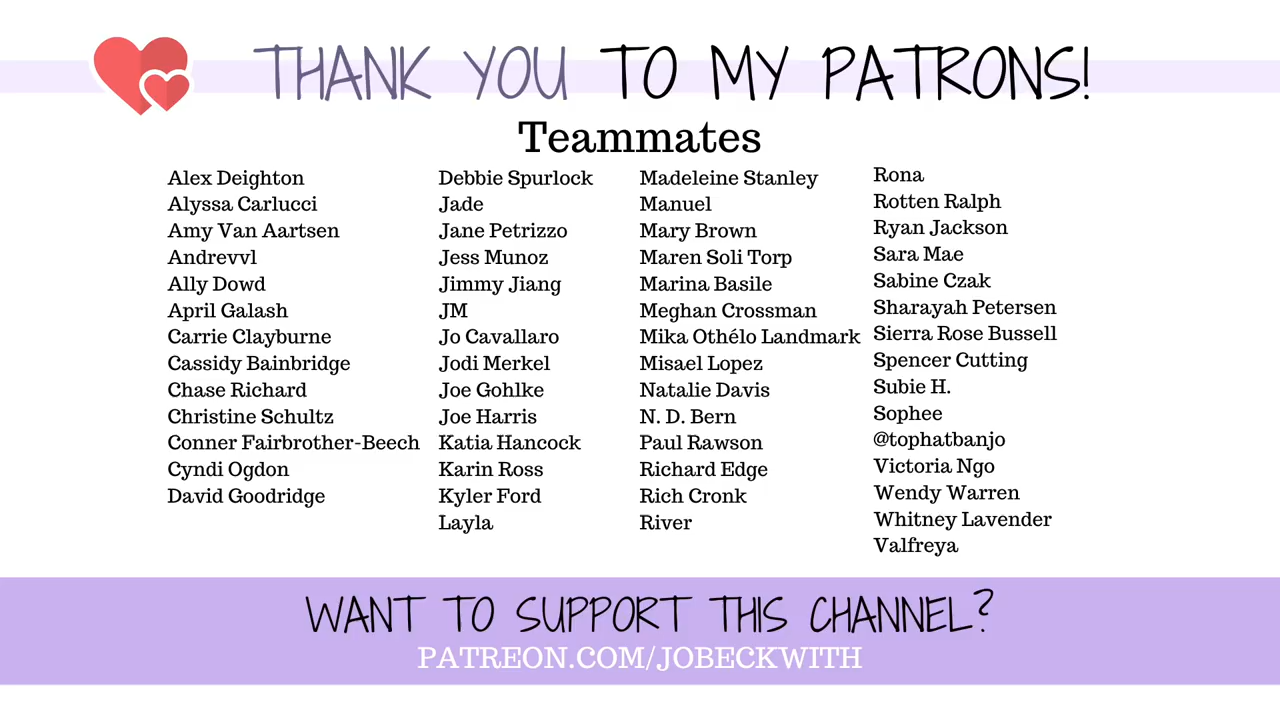 THANK YOU TO MY PATRONS!
Teammates
Alex Deighton
Alyssa Carlucci
Amy Van Aartsen
Andrevvl
Ally Dowd
April Galash
Carrie Clayburne
Cassidy Bainbridge
Chase Richard
Christine Schultz
Conner Fairbrother-Beech
Cyndi Ogdon
David Goodridge
Debbie Spurlock
Jade
Jane Petrizzo
Jess Munoz
Jimmy Jiang
JM
Jo Cavallaro
Jodi Merkel
Joe Gohlke
Joe Harris
Katia Hancock
Karin Ross
Kyler Ford
Layla
Madeleine Stanley
Manuel
Mary Brown
Maren Soli Torp
Marina Basile
Meghan Crossman
Mika Othélo Landmark
Misael Lopez
Natalie Davis
N. D. Bern
Paul Rawson
Richard Edge
Rich Cronk
River
Rona
Rotten Ralph
Ryan Jackson
Sara Mae
Sabine Czak
Sharayah Petersen
Sierra Rose Bussell
Spencer Cutting
Subie H.
Sophee
@tophatbanjo
Victoria Ngo
Wendy Warren
Whitney Lavender
Valfreya
WANT TO SUPPORT THIS CHANNEL?
PATREON.COM/JOBECKWITH